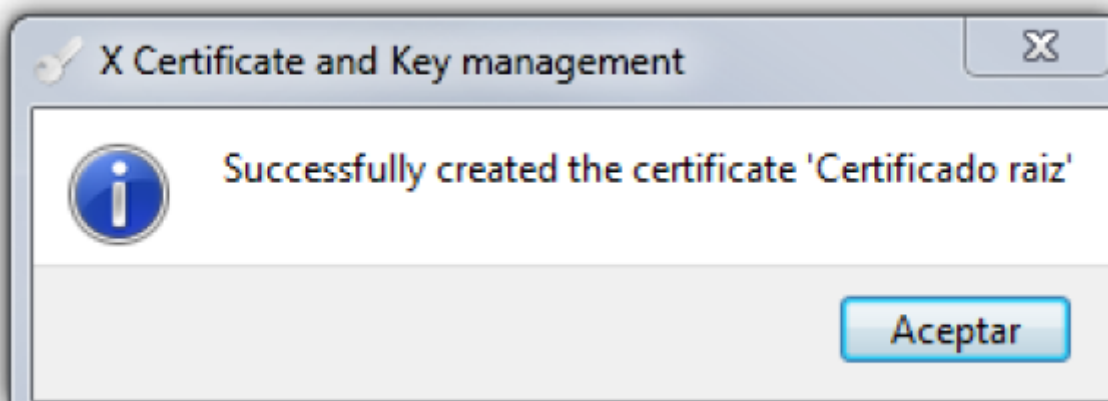 X Certificate and Key management
Successfully created the certificate 'Certificado raiz'
Aceptar